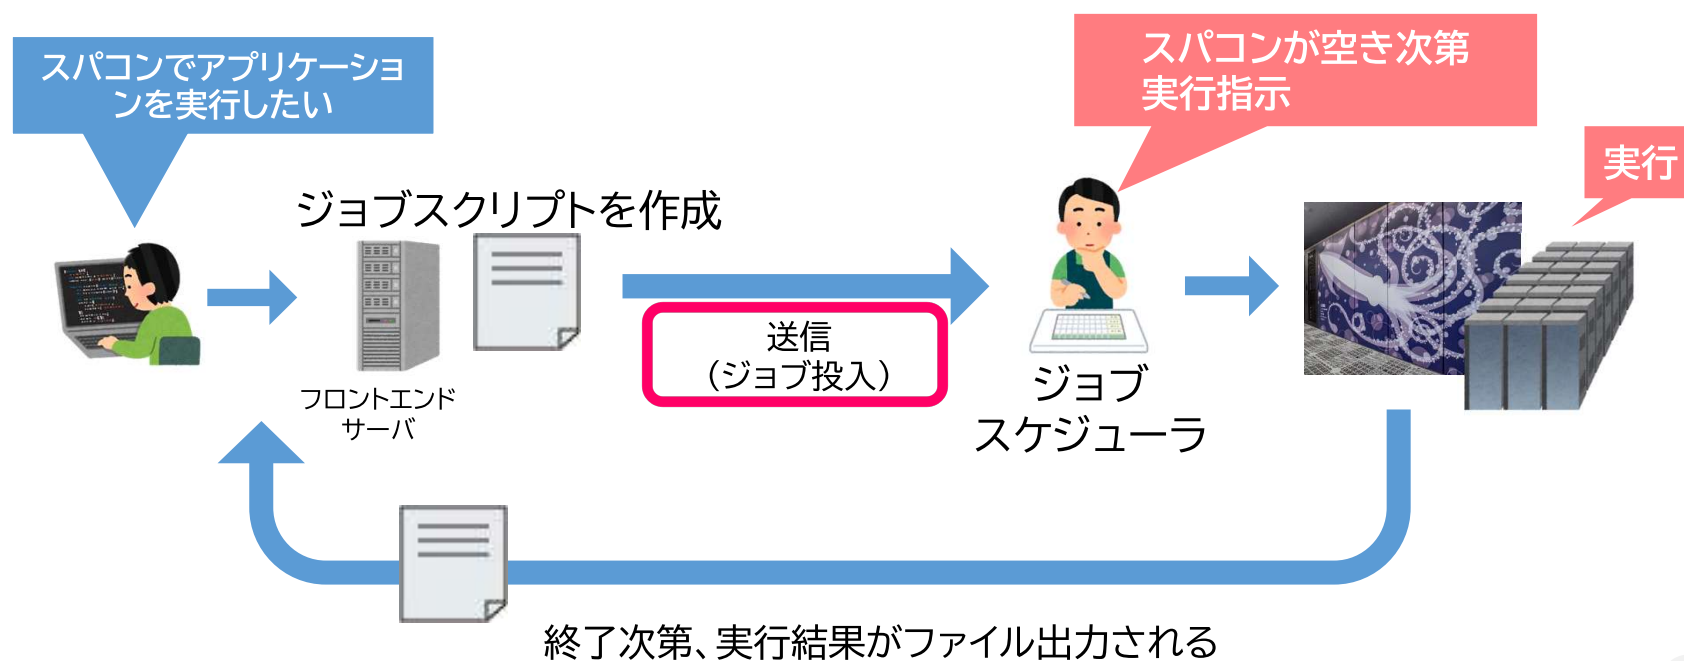 スパコンでアプリケーショ
ンを実行したい
スパコンが空き次第
実行指示
実行
ジョブスクリプトを作成
送信
（ジョブ投入）
フロントエンド
サーバ
ジョブ
スケジューラ
終了次第、実行結果がファイル出力される